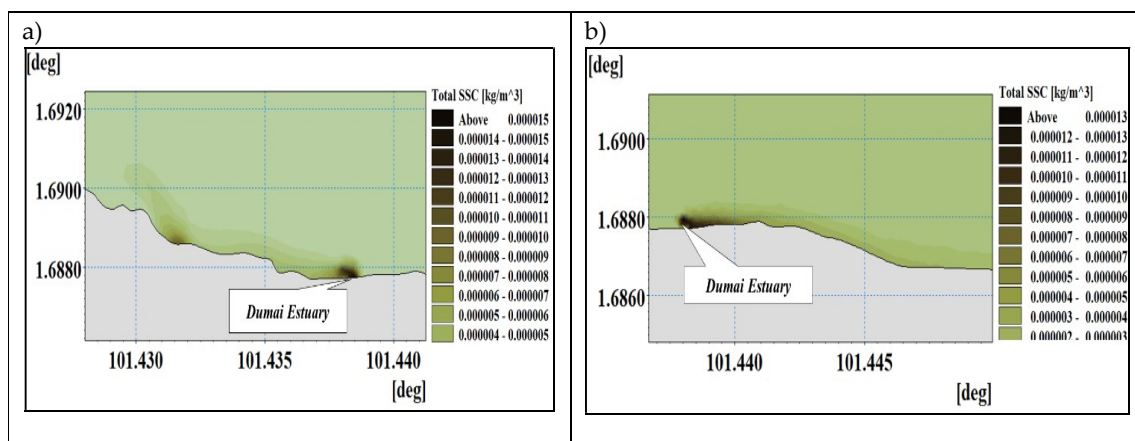 a)
[deg]
1.6920
1.6900
1.6880
Dumai Estuary
101.430 101.435 101.440
[deg]
Total SSC [kg/m^3]
Above 0.000015
0.000014 - 0.000015
0.000013 - 0.000014
0.000012 - 0.000013
0.000011 - 0.000012
0.000010 - 0.000011
0.000009 - 0.000010
0.000008 - 0.000009
0.000007 - 0.000008
0.000006 - 0.000007
0.000005 - 0.000006
0.000004 - 0.000005
b)
[deg]
1.6900
1.6880
1.6860
Dumai Estuary
101.440 101.445
[deg]
Total SSC [kg/m^3]
Above 0.000013
0.000012 - 0.000013
0.000011 - 0.000012
0.000010 - 0.000011
0.000009 - 0.000010
0.000008 - 0.000009
0.000007 - 0.000008
0.000006 - 0.000007
0.000005 - 0.000006
0.000004 - 0.000005
0.000003 - 0.000004
0.000002 - 0.000003